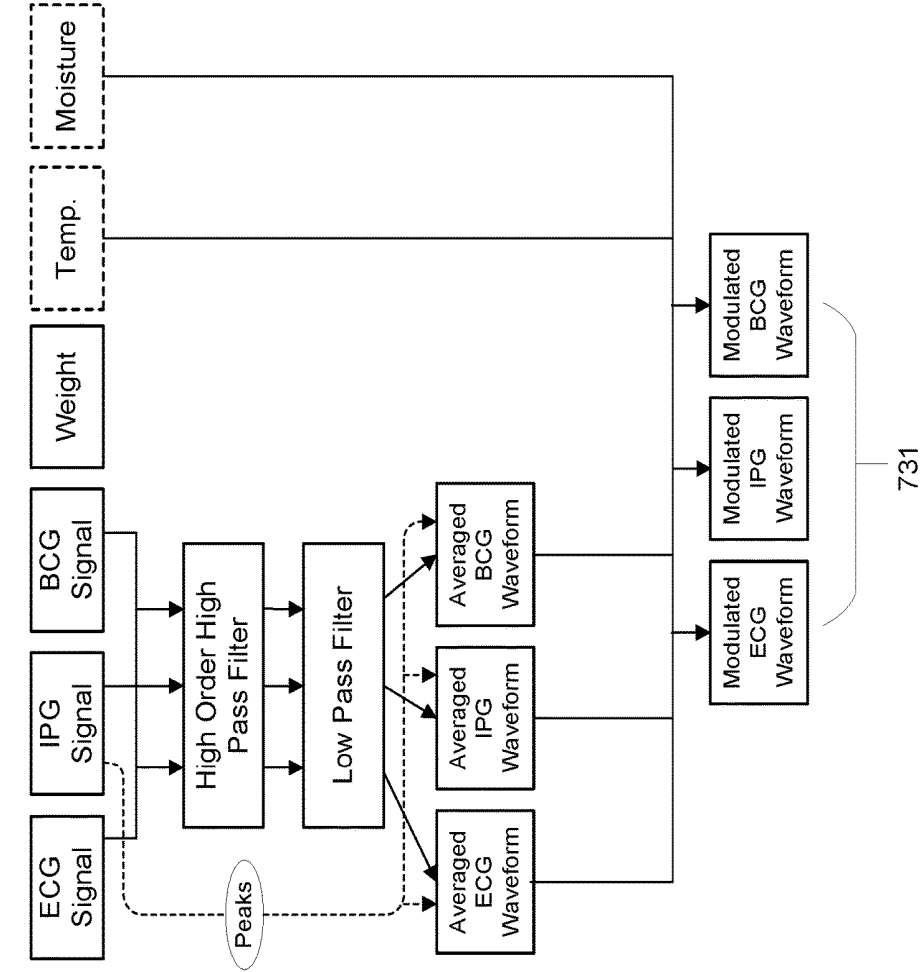 ECG
Signal
IPG
Signal
BCG
Signal
Weight
Temp.
Moisture
High Order High
Pass Filter
Low Pass Filter
Peaks
Averaged
ECG
Waveform
Averaged
IPG
Waveform
Averaged
BCG
Waveform
Modulated
ECG
Waveform
Modulated
IPG
Waveform
Modulated
BCG
Waveform
731